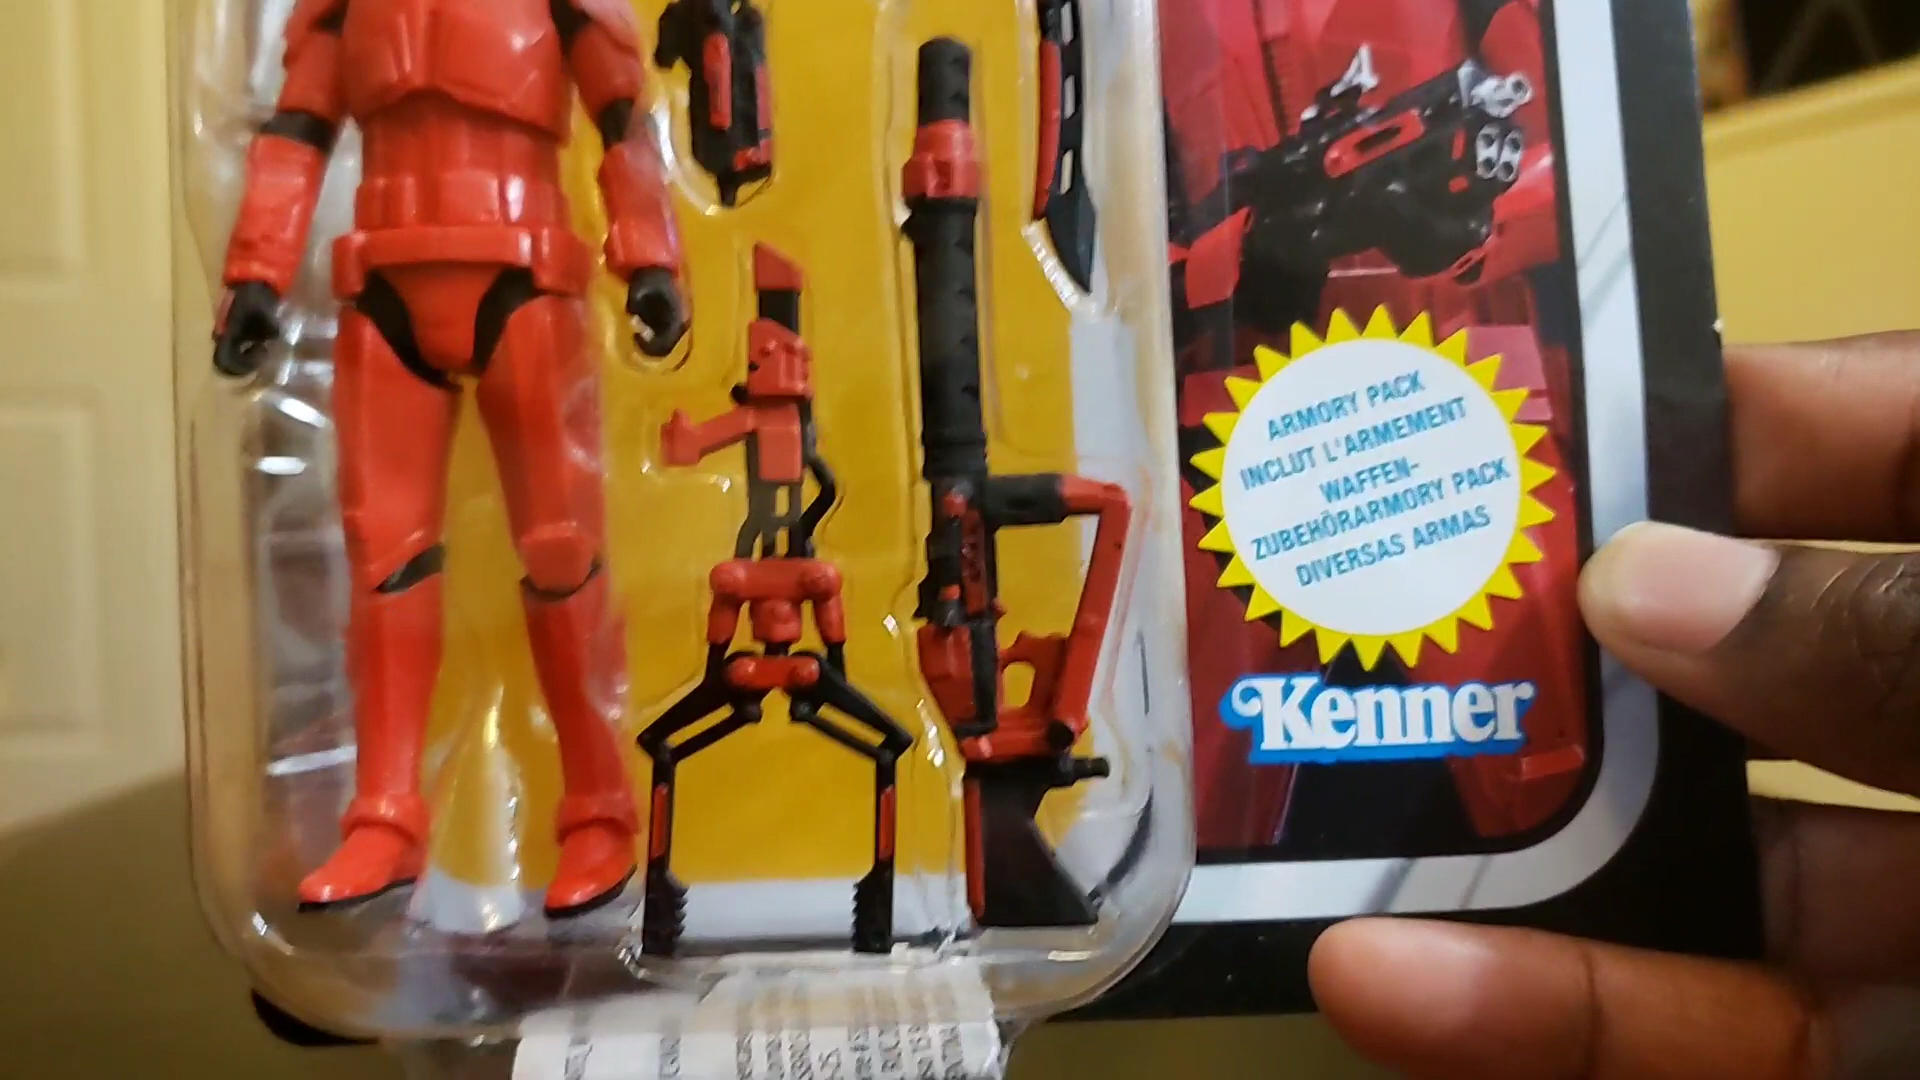 ARMORY PACK
INCLUT L'ARMEMENT
WAFFEN-
ZUBEHÖRARMORY PACK
DIVERSAS ARMAS
Kenner